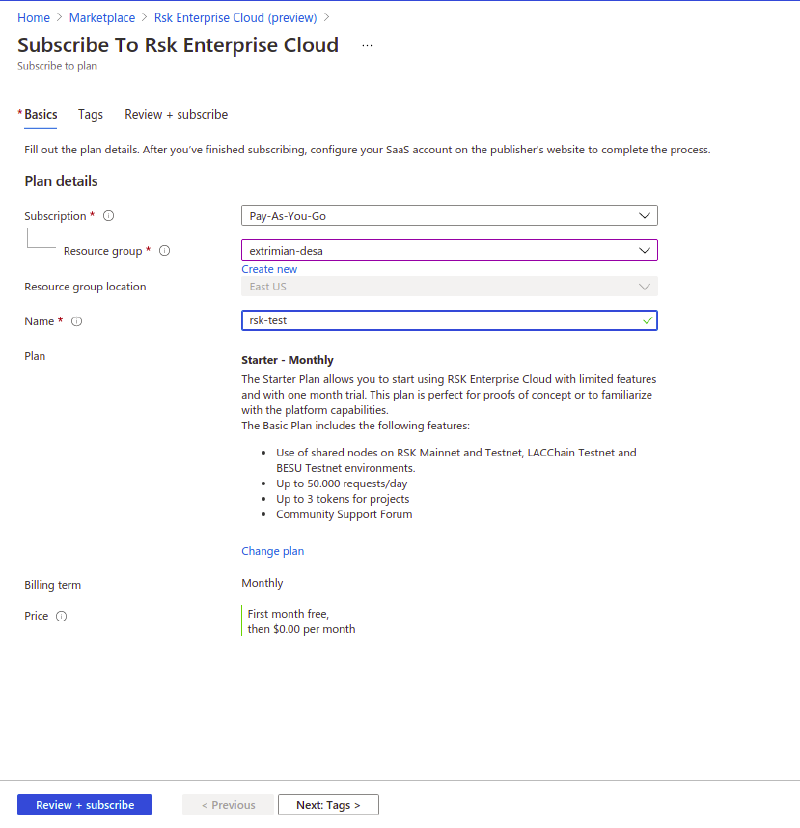 Home > Marketplace > Rsk Enterprise Cloud (preview) >
Subscribe To Rsk Enterprise Cloud ...
Subscribe to plan
* Basics Tags Review + subscribe
Fill out the plan details. After you've finished subscribing, configure your SaaS account on the publisher's website to complete the process.
Plan details
Subscription * Pay-As-You-Go
Resource group * extrimian-desa
Create new
Resource group location East US
Name * rsk-test
Plan
Starter - Monthly
The Starter Plan allows you to start using RSK Enterprise Cloud with limited features
and with one month trial. This plan is perfect for proofs of concept or to familiarize
with the platform capabilities.
The Basic Plan includes the following features:
• Use of shared nodes on RSK Mainnet and Testnet, LACChain Testnet and
BESU Testnet environments.
• Up to 50.000 requests/day
• Up to 3 tokens for projects
• Community Support Forum
Change plan
Billing term Monthly
Price First month free,
then $0.00 per month
Review + subscribe < Previous Next: Tags >